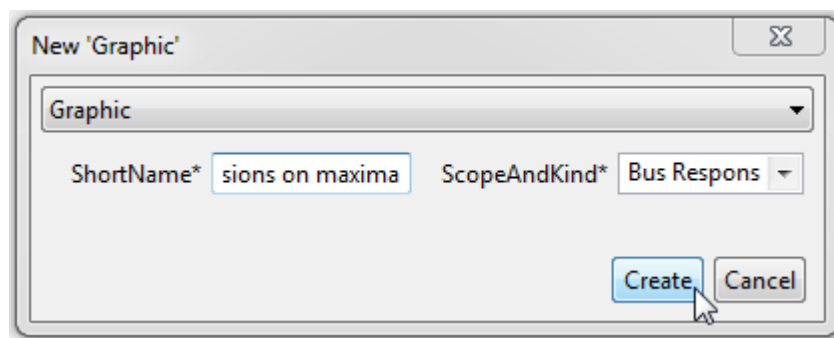 New 'Graphic'
Graphic
ShortName* sions on maxima ScopeAndKind* Bus Respons
Create Cancel